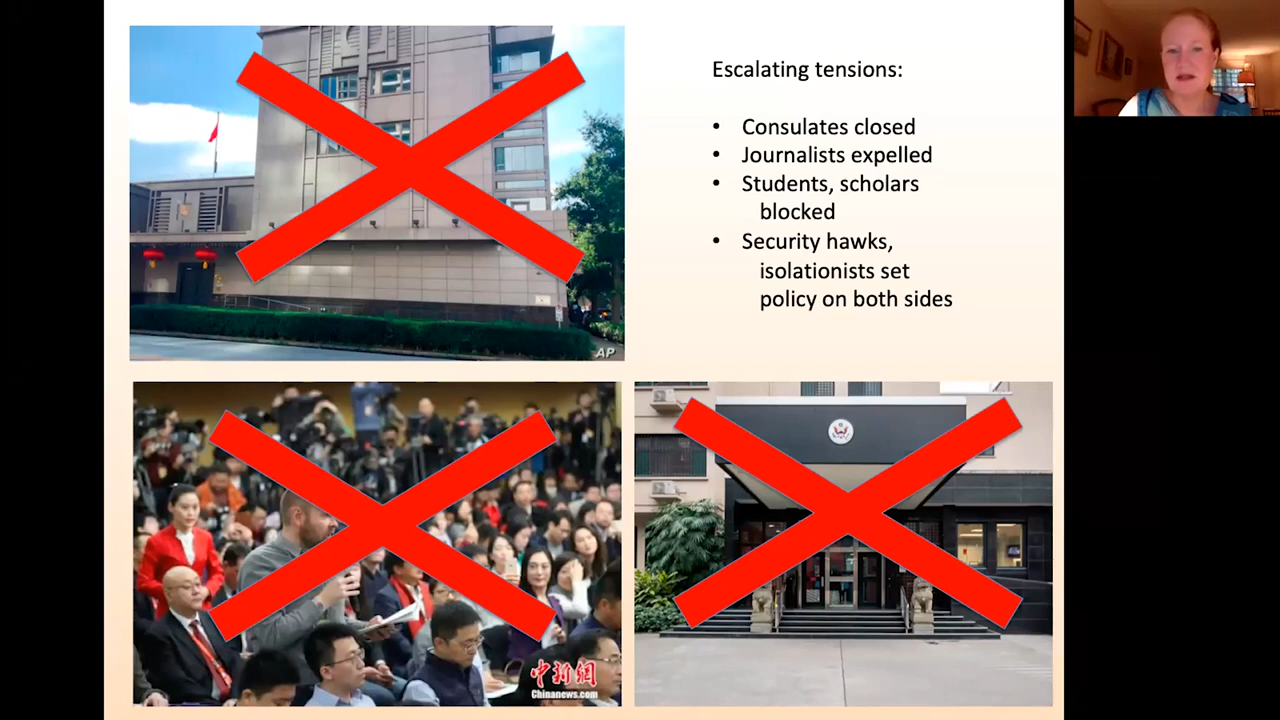 Escalating tensions:
• Consulates closed
• Journalists expelled
• Students, scholars
blocked
• Security hawks,
isolationists set
policy on both sides
AP
中新网
Chinanews.com